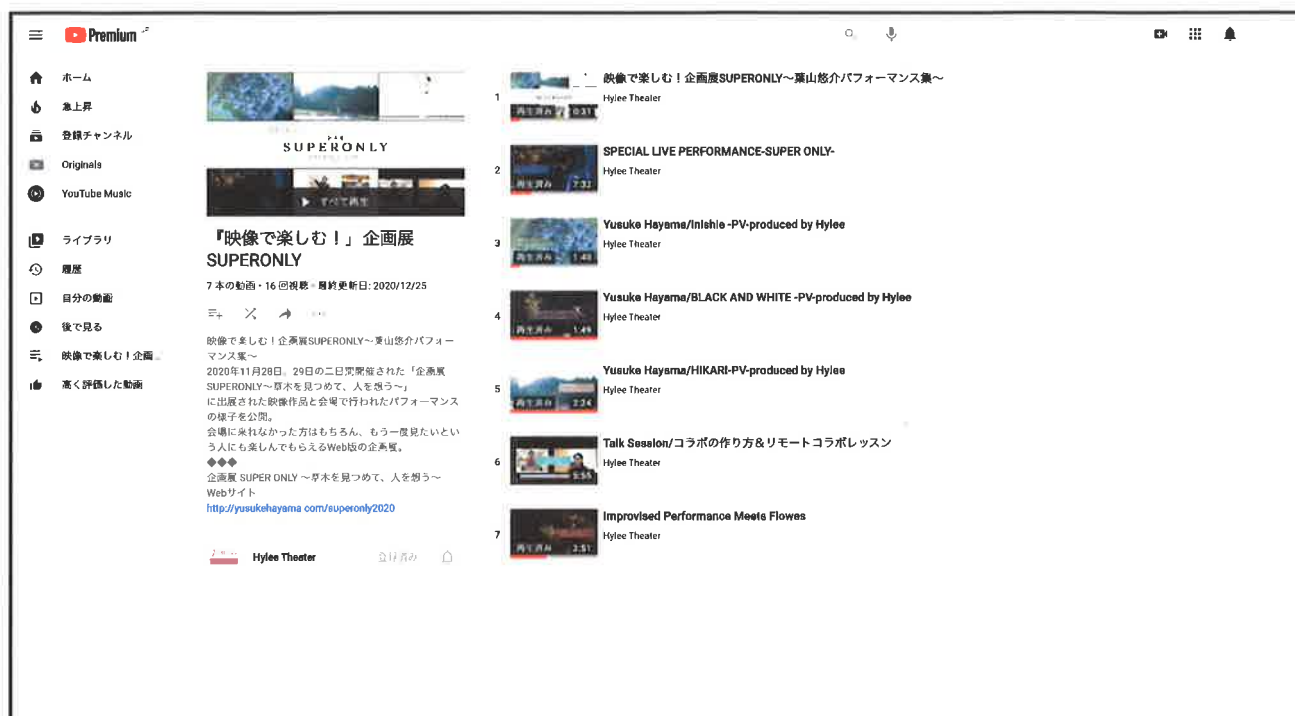 Premium JP
ホーム
急上昇
登録チャンネル
Originals
YouTube Music
ライブラリ
履歴
自分の動画
後で見る
映像で楽しむ！企画...
高く評価した動画
SUPERONLY
すべて再生
『映像で楽しむ！」企画展
SUPERONLY
7 本の動画・16 回視聴・最終更新日: 2020/12/25
映像で楽しむ！企画展SUPERONLY～葉山悠介パフォー
マンス集～
2020年11月28日、29日の二日間開催された「企画展
SUPERONLY～草木を見つめて、人を想う～」
に出展された映像作品と会場で行われたパフォーマンス
の様子を公開。
会場に来れなかった方はもちろん、もう一度見たいとい
う人にも楽しんでもらえるWeb版の企画展。
◆◆◆
企画展 SUPER ONLY ～草木を見つめて、人を想う～
Webサイト
http://yusukehayama.com/superonly2020
Hylee Theater
登録済み
1
再生済み
0:31
映像で楽しむ！企画展SUPERONLY～葉山悠介パフォーマンス集～
Hylee Theater
2
再生済み
7:32
SPECIAL LIVE PERFORMANCE-SUPER ONLY-
Hylee Theater
3
再生済み
1:48
Yusuke Hayama/Inishie -PV-produced by Hylee
Hylee Theater
4
再生済み
1:49
Yusuke Hayama/BLACK AND WHITE -PV-produced by Hylee
Hylee Theater
5
再生済み
2:24
Yusuke Hayama/HIKARI-PV-produced by Hylee
Hylee Theater
6
5:55
Talk Session/コラボの作り方＆リモートコラボレッスン
Hylee Theater
7
再生済み
3:51
Improvised Performance Meets Flowes
Hylee Theater